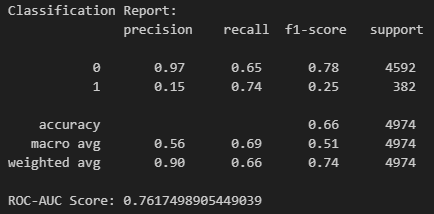 Classification Report:
precision recall f1-score support
0 0.97 0.65 0.78 4592
1 0.15 0.74 0.25 382
accuracy 0.66 4974
macro avg 0.56 0.69 0.51 4974
weighted avg 0.90 0.66 0.74 4974
ROC-AUC Score: 0.7617498905449039